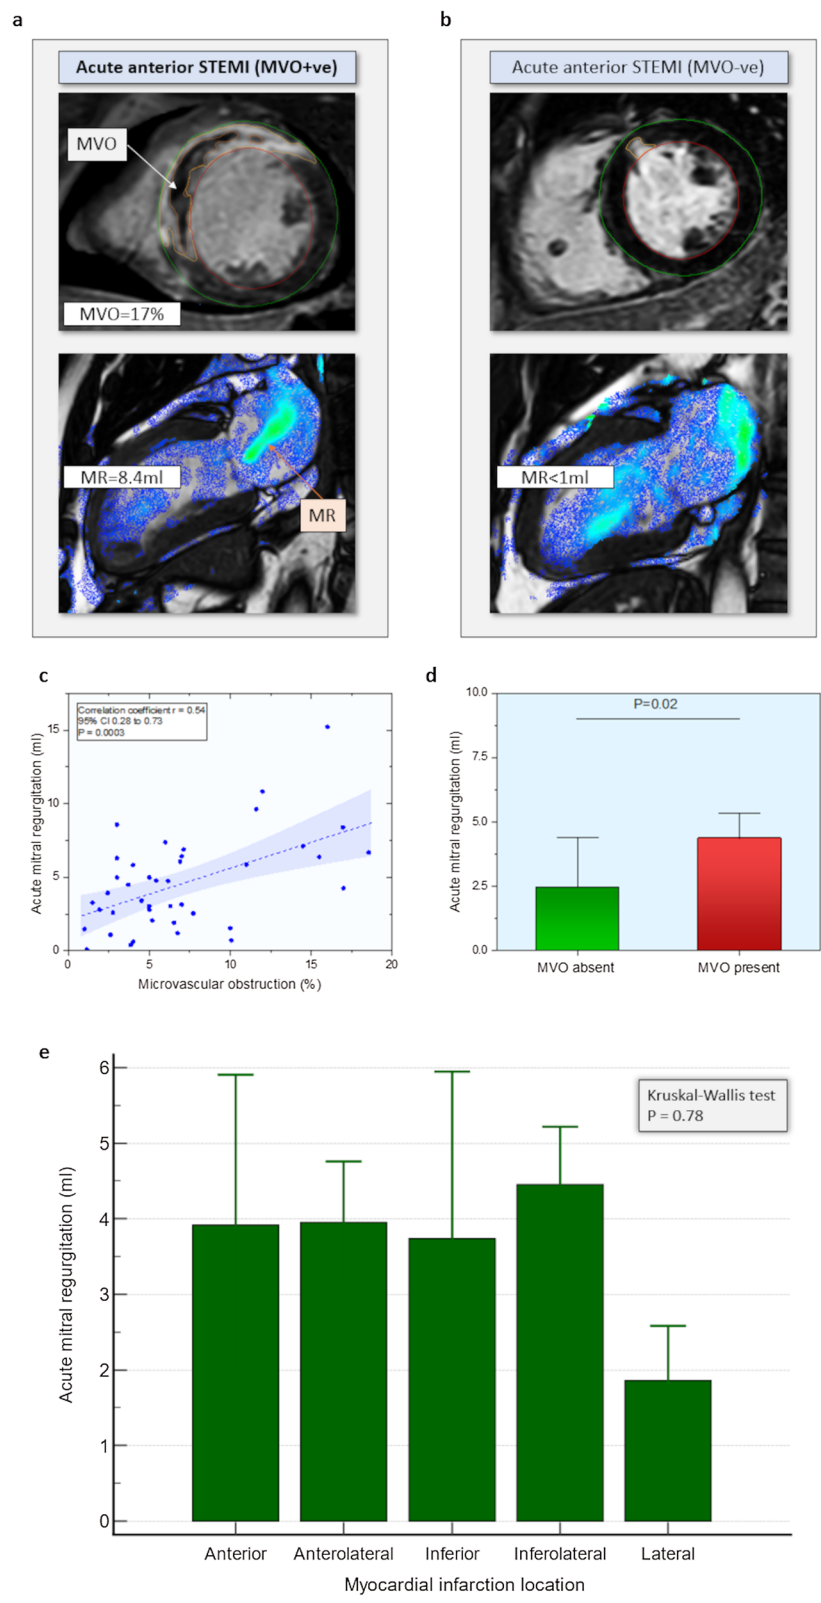 a
b
Acute anterior STEMI (MVO+ve)
Acute anterior STEMI (MVO-ve)
MVO
MVO=17%
MR=8.4ml
MR
MR<1ml
c
d
Correlation coefficient r = 0.54
95% CI 0.28 to 0.73
P = 0.0003
Acute mitral regurgitation (ml)
15
10
5
0
0
5
10
15
20
Microvascular obstruction (%)
P=0.02
Acute mitral regurgitation (ml)
10.0
7.5
5.0
2.5
0.0
MVO absent
MVO present
e
Kruskal-Wallis test
P = 0.78
Acute mitral regurgitation (ml)
6
5
4
3
2
1
0
Anterior
Anterolateral
Inferior
Inferolateral
Lateral
Myocardial infarction location